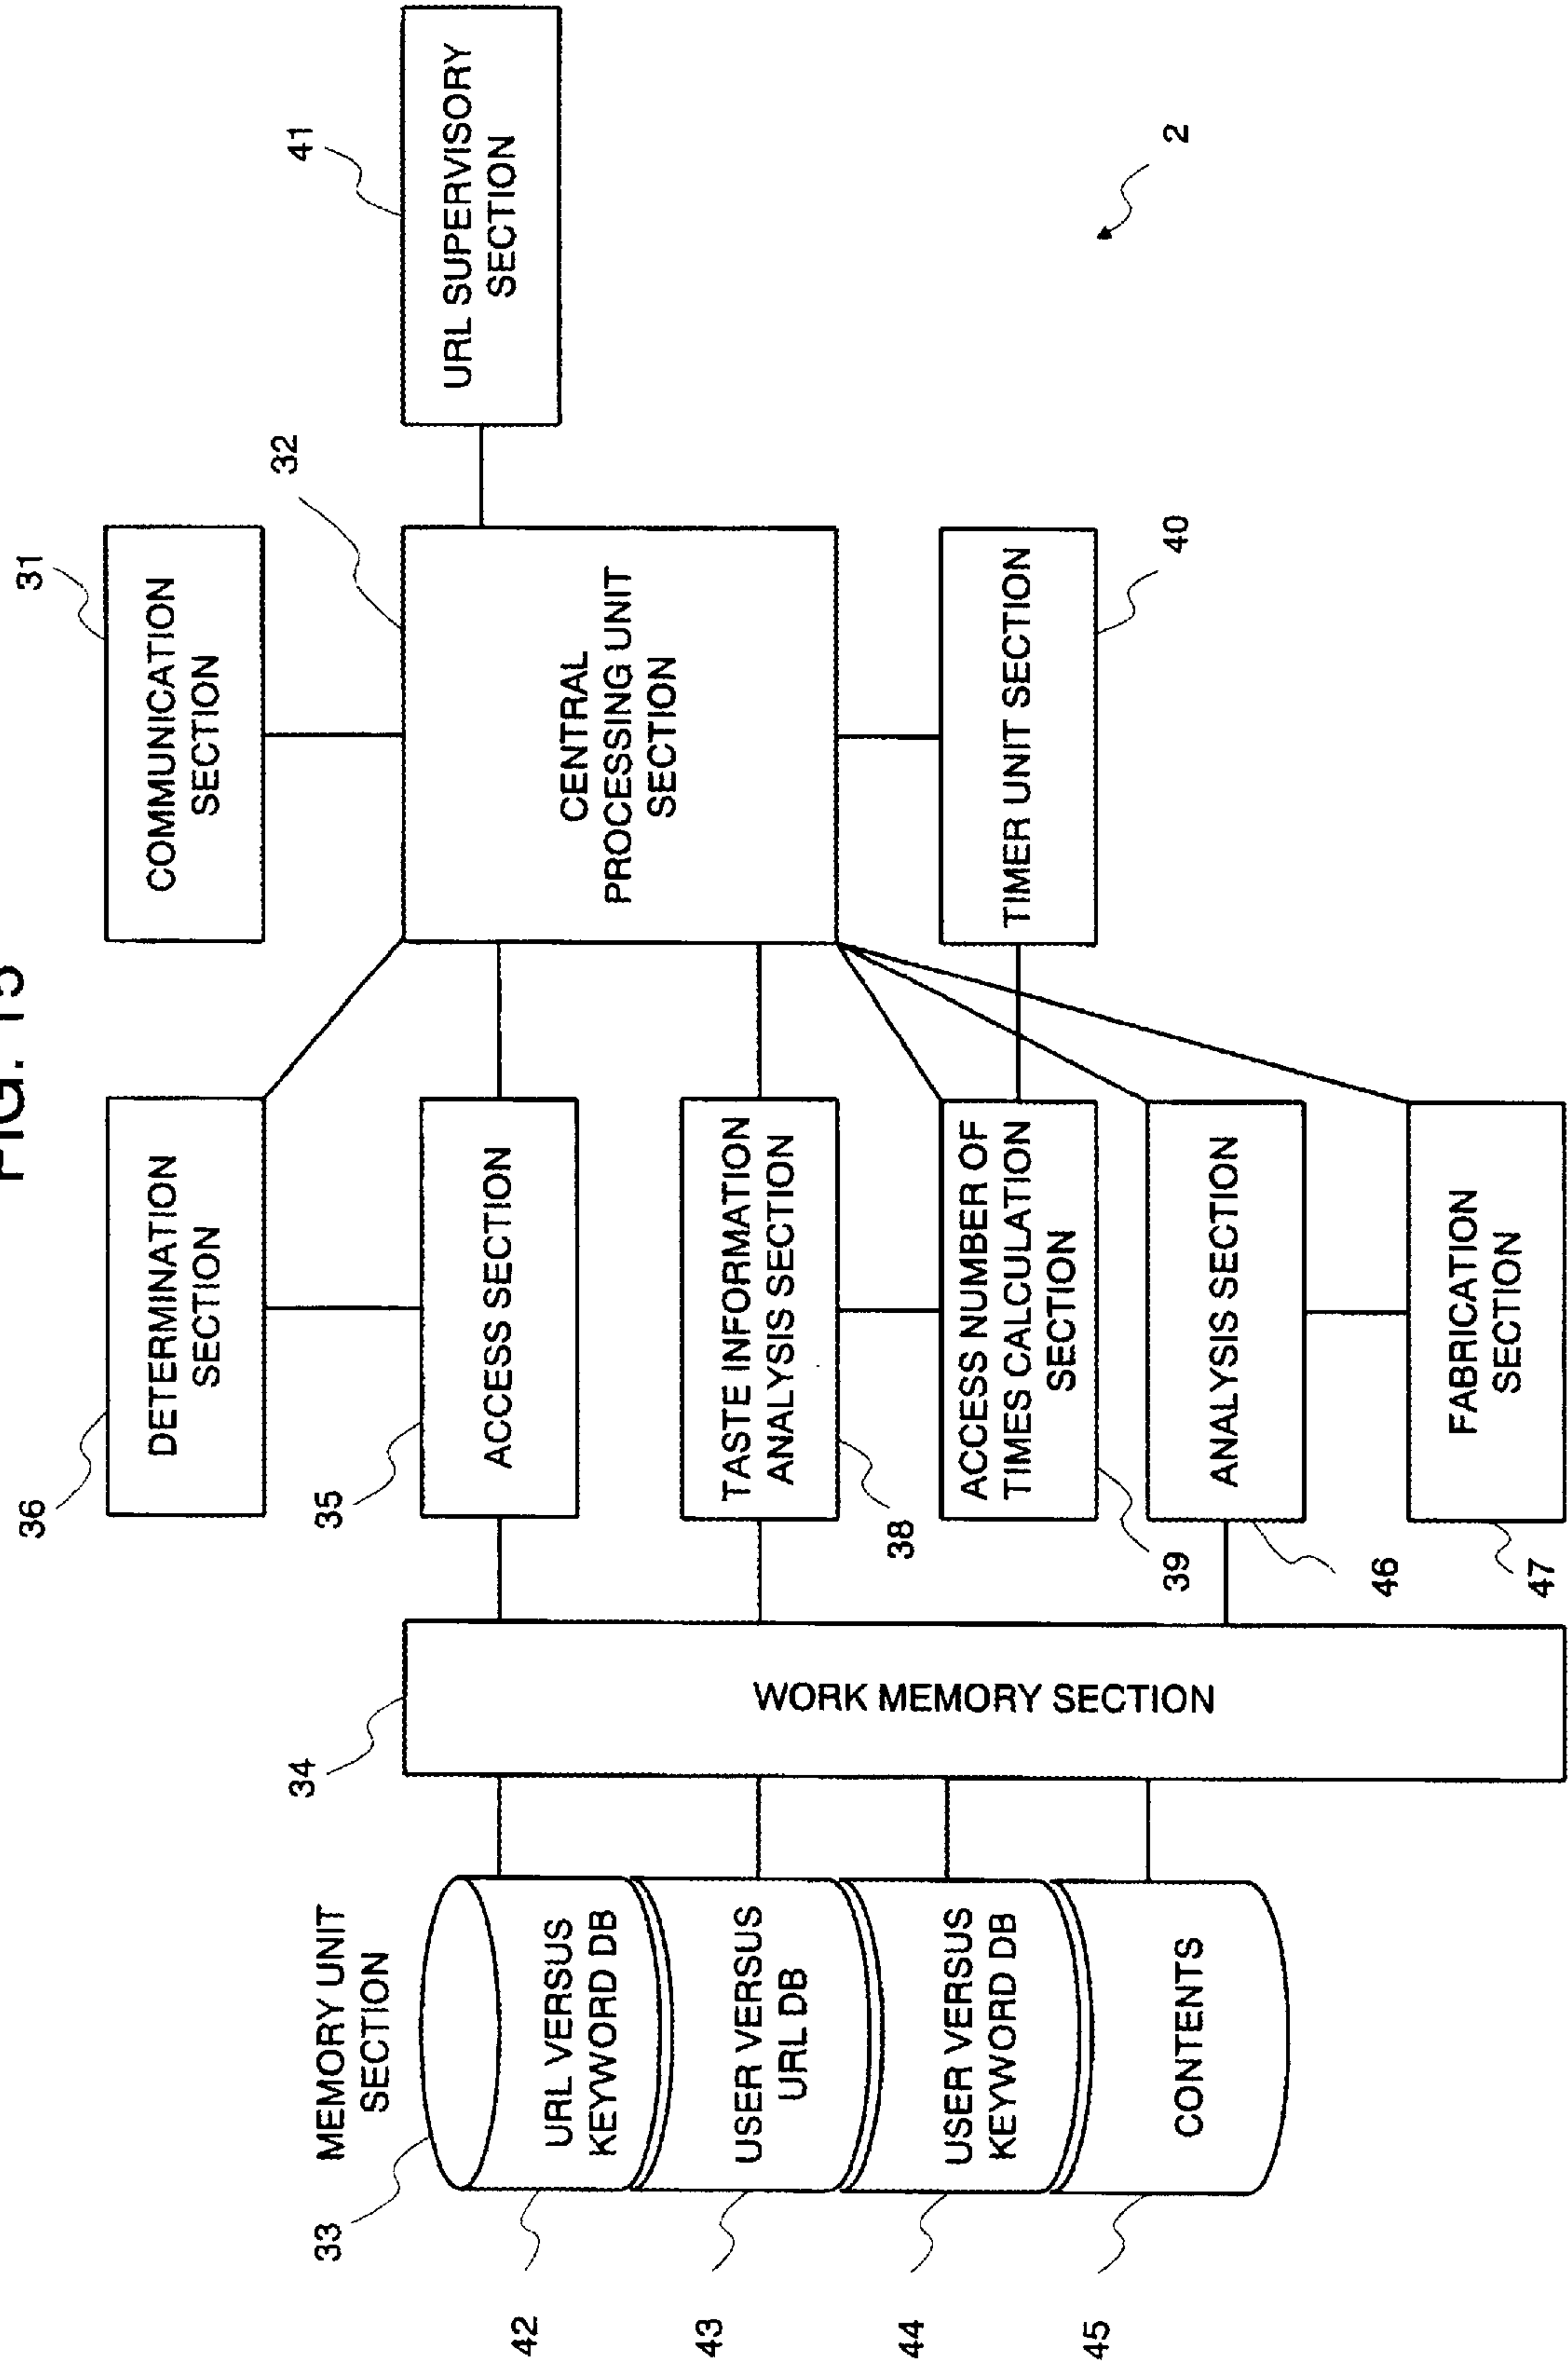 FIG.
MEMORY UNIT
SECTION
33
42
URL VERSUS
KEYWORD DB
43
USER VERSUS
URL DB
44
USER VERSUS
KEYWORD DB
45
CONTENTS
34
WORK MEMORY SECTION
36
DETERMINATION
SECTION
35
ACCESS SECTION
TASTE INFORMATION
ANALYSIS SECTION
38
ACCESS NUMBER OF
TIMES CALCULATION
SECTION
39
ANALYSIS SECTION
46
FABRICATION
SECTION
47
31
COMMUNICATION
SECTION
32
CENTRAL
PROCESSING UNIT
SECTION
TIMER UNIT SECTION
40
41
URL SUPERVISORY
SECTION
2